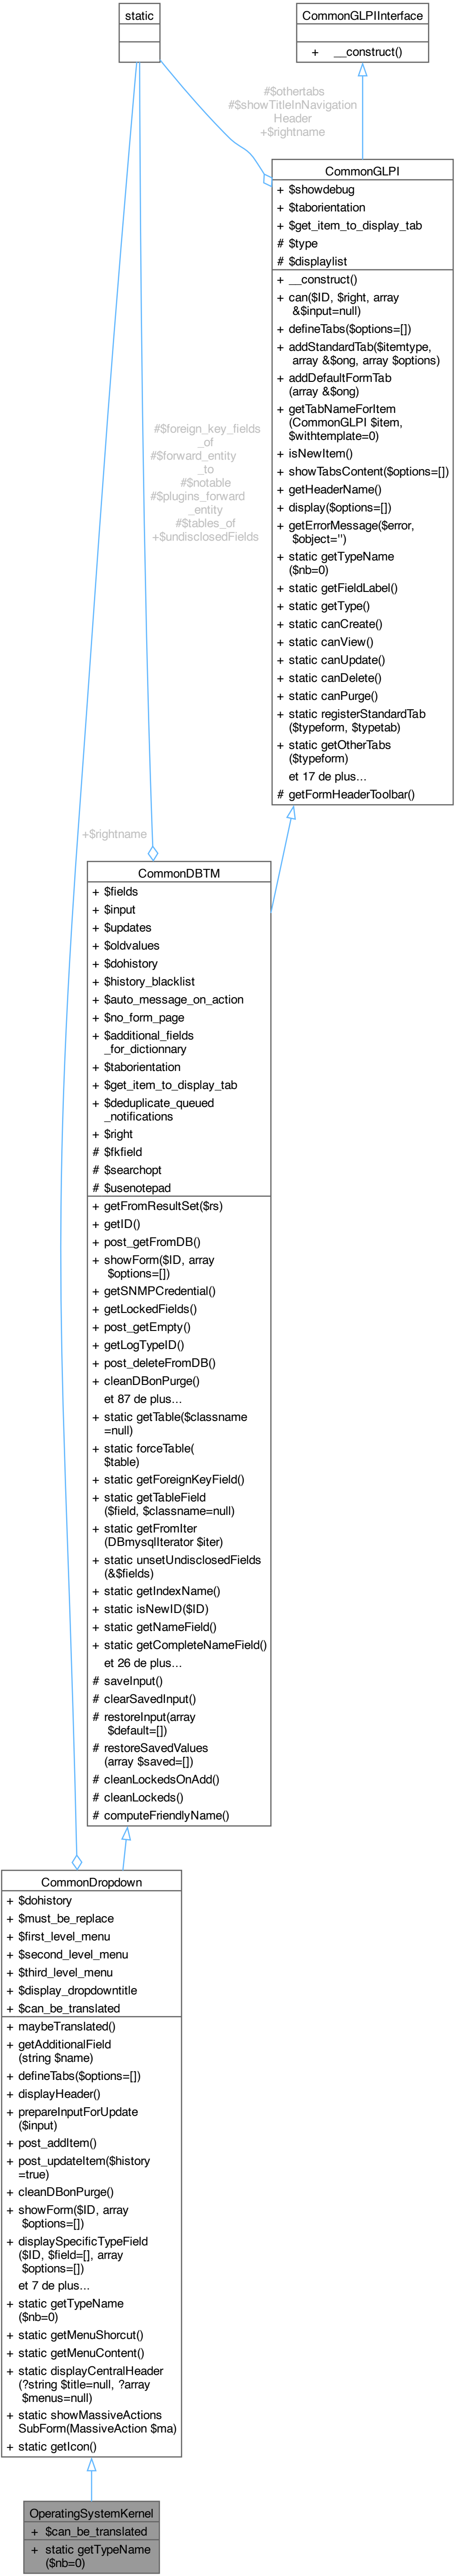 static
CommonGLPIInterface
+ __construct()
#$othertabs
#$showTitleInNavigation
Header
+$rightname
CommonGLPI
+ $showdebug
+ $taborientation
+ $get_item_to_display_tab
# $type
# $displaylist
+ __construct()
+ can($ID, $right, array
&$input=null)
+ defineTabs($options=[])
+ addStandardTab($itemtype,
array &$ong, array $options)
+ addDefaultFormTab
(array &$ong)
+ getTabNameForItem
(CommonGLPI $item,
$withtemplate=0)
+ isNewItem()
+ showTabsContent($options=[])
+ getHeaderName()
+ display($options=[])
+ getErrorMessage($error,
$object='')
+ static getTypeName
($nb=0)
+ static getFieldLabel()
+ static getType()
+ static canCreate()
+ static canView()
+ static canUpdate()
+ static canDelete()
+ static canPurge()
+ static registerStandardTab
($typeform, $typetab)
+ static getOtherTabs
($typeform)
et 17 de plus...
# getFormHeaderToolbar()
#$foreign_key_fields
_of
#$forward_entity
_to
#$notable
#$plugins_forward
_entity
#$tables_of
+$undisclosedFields
+$rightname
CommonDBTM
+ $fields
+ $input
+ $updates
+ $oldvalues
+ $dohistory
+ $history_blacklist
+ $auto_message_on_action
+ $no_form_page
+ $additional_fields
_for_dictionnary
+ $taborientation
+ $get_item_to_display_tab
+ $deduplicate_queued
_notifications
+ $right
# $fkfield
# $searchopt
# $usenotepad
+ getFromResultSet($rs)
+ getID()
+ post_getFromDB()
+ showForm($ID, array
$options=[])
+ getSNMPCredential()
+ getLockedFields()
+ post_getEmpty()
+ getLogTypeID()
+ post_deleteFromDB()
+ cleanDBonPurge()
et 87 de plus...
+ static getTable($classname
=null)
+ static forceTable(
$table)
+ static getForeignKeyField()
+ static getTableField
($field, $classname=null)
+ static getFromIter
(DBmysqlIterator $iter)
+ static unsetUndisclosedFields
(&$fields)
+ static getIndexName()
+ static isNewID($ID)
+ static getNameField()
+ static getCompleteNameField()
et 26 de plus...
# saveInput()
# clearSavedInput()
# restoreInput(array
$default=[])
# restoreSavedValues
(array $saved=[])
# cleanLockedsOnAdd()
# cleanLockeds()
# computeFriendlyName()
CommonDropdown
+ $dohistory
+ $must_be_replace
+ $first_level_menu
+ $second_level_menu
+ $third_level_menu
+ $display_dropdowntitle
+ $can_be_translated
+ maybeTranslated()
+ getAdditionalField
(string $name)
+ defineTabs($options=[])
+ displayHeader()
+ prepareInputForUpdate
($input)
+ post_addItem()
+ post_updateItem($history
=true)
+ cleanDBonPurge()
+ showForm($ID, array
$options=[])
+ displaySpecificTypeField
($ID, $field=[], array
$options=[])
et 7 de plus...
+ static getTypeName
($nb=0)
+ static getMenuShorcut()
+ static getMenuContent()
+ static displayCentralHeader
(?string $title=null, ?array
$menus=null)
+ static showMassiveActions
SubForm(MassiveAction $ma)
+ static getIcon()
OperatingSystemKernel
+ $can_be_translated
+ static getTypeName
($nb=0)